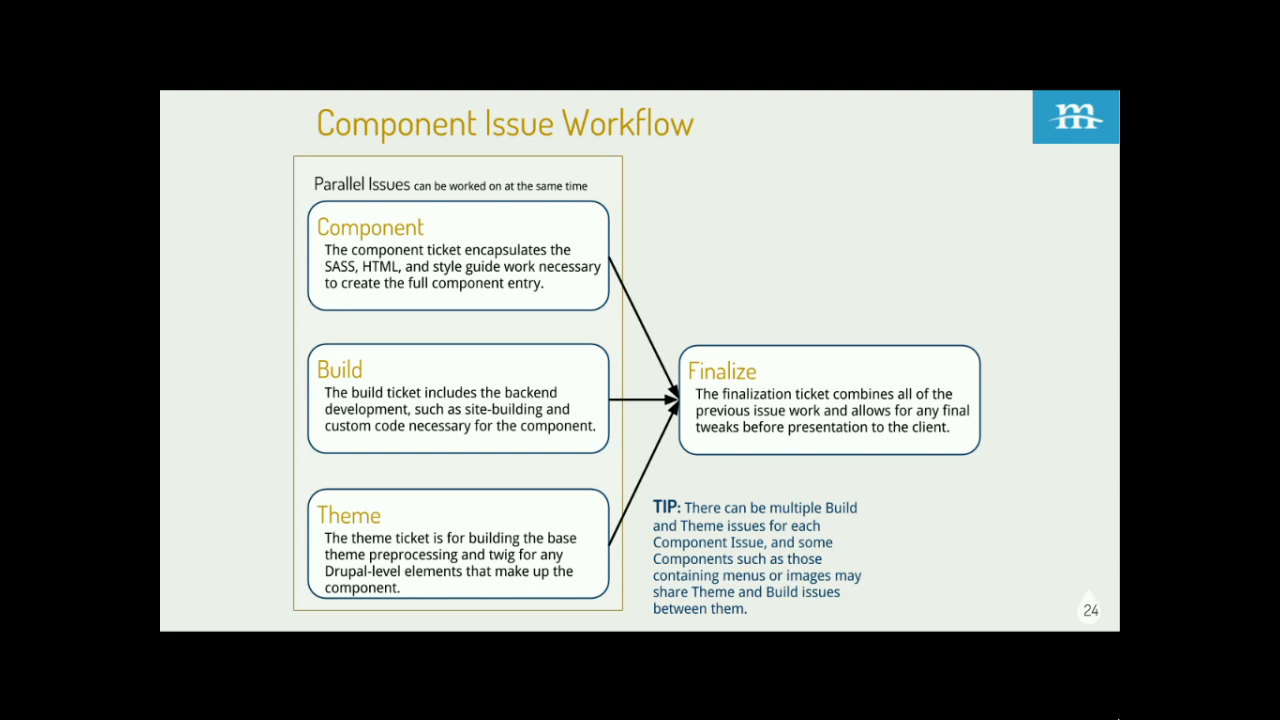 Component Issue Workflow
m
Parallel Issues can be worked on at the same time
Component
The component ticket encapsulates the
SASS, HTML, and style guide work necessary
to create the full component entry.
Build
The build ticket includes the backend
development, such as site-building and
custom code necessary for the component.
Theme
The theme ticket is for building the base
theme preprocessing and twig for any
Drupal-level elements that make up the
component.
Finalize
The finalization ticket combines all of the
previous issue work and allows for any final
tweaks before presentation to the client.
TIP: There can be multiple Build
and Theme issues for each
Component Issue, and some
Components such as those
containing menus or images may
share Theme and Build issues
between them.
24